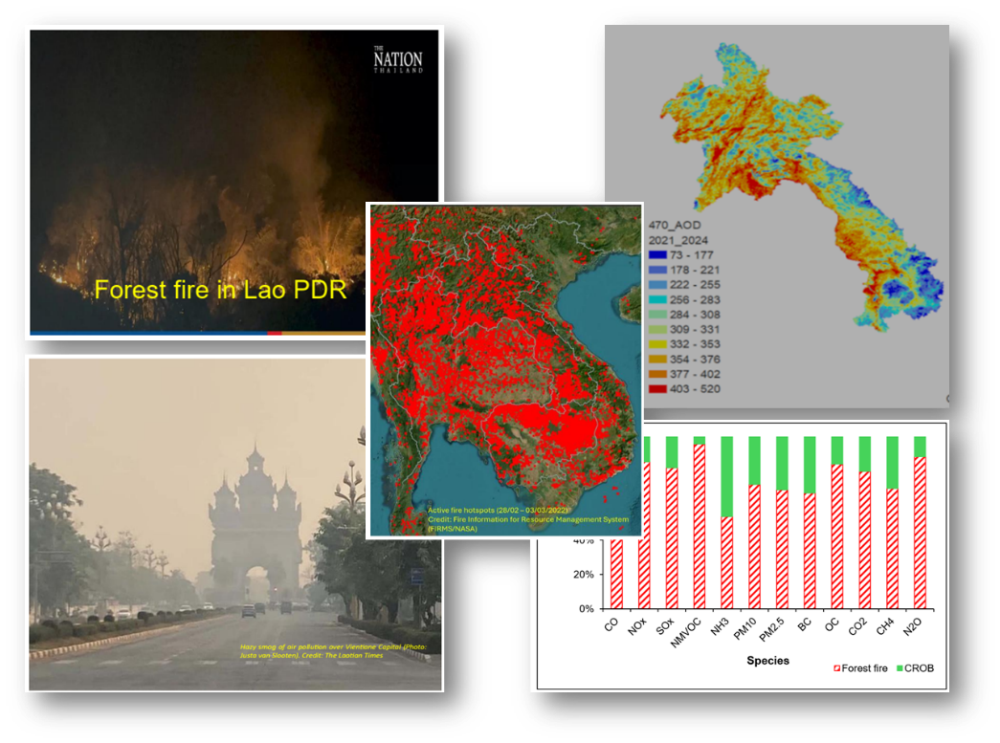 THE
NATION
THAILAND
Forest fire in Lao PDR
470_AOD
2021_2024
73 - 177
178 - 221
222 - 255
256 - 283
284 - 308
309 - 331
332 - 353
354 - 376
377 - 402
403 - 520
Active fire hotspots (28/02 – 03/03/2022)
Credit: Fire Information for Resource Management System
(FIRMS/NASA)
Hazy smog of air pollution over Vientiane Capital (Photo:
Justa van Slooten). Credit: The Laotian Times
40%
20%
0%
CO
NOx
SOx
NMVOC
NH3
PM10
PM2.5
BC
OC
CO2
CH4
N2O
Species
Forest fire
CROB